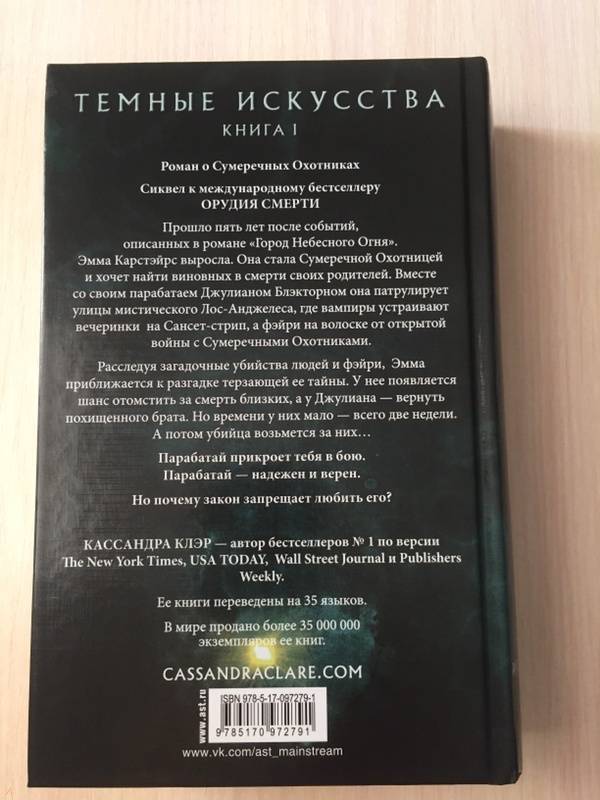 ТЕМНЫЕ ИСКУССТВА
КНИГА 1
Роман о Сумеречных Охотниках
Сиквел к международному бестселлеру
ОРУДИЯ СМЕРТИ
Прошло пять лет после событий,
описанных в романе «Город Небесного Огня».
Эмма Карстэйрс выросла. Она стала Сумеречной Охотницей
и хочет найти виновных в смерти своих родителей. Вместе
со своим парабатаем Джулианом Блэкторном она патрулирует
улицы мистического Лос-Анджелеса, где вампиры устраивают
вечеринки на Сансет-стрип, а фэйри на волоске от открытой
войны с Сумеречными Охотниками.
Расследуя загадочные убийства людей и фэйри, Эмма
приближается к разгадке терзающей ее тайны. У нее появляется
шанс отомстить за смерть близких, а у Джулиана — вернуть
похищенного брата. Но времени у них мало — всего две недели.
А потом убийца возьмется за них...
Парабатай прикроет тебя в бою.
Парабатай — надежен и верен.
Но почему закон запрещает любить его?
КАССАНДРА КЛЭР — автор бестселлеров № 1 по версии
The New York Times, USA TODAY, Wall Street Journal и Publishers
Weekly.
Ее книги переведены на 35 языков.
В мире продано более 35 000 000
экземпляров ее книг.
CASSANDRACLARE.COM
www.ast.ru
ISBN 978-5-17-097279-1
9785170972791
www.vk.com/ast_mainstream